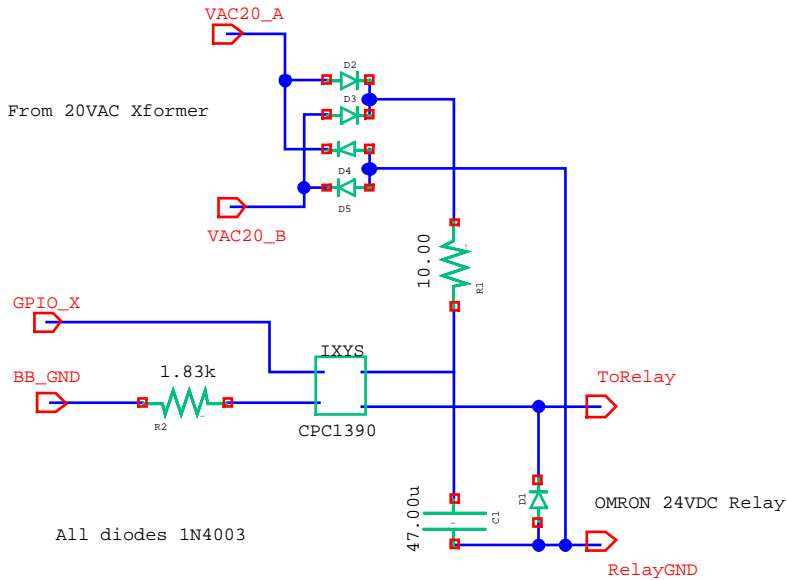 VAC20_A
D2
D3
From 20VAC Xformer
D4
D5
VAC20_B
10.00
R1
GPIO_X
IXYS
BB_GND
1.83k
ToRelay
R2
CPC1390
47.00u
C1
D1
OMRON 24VDC Relay
All diodes 1N4003
RelayGND